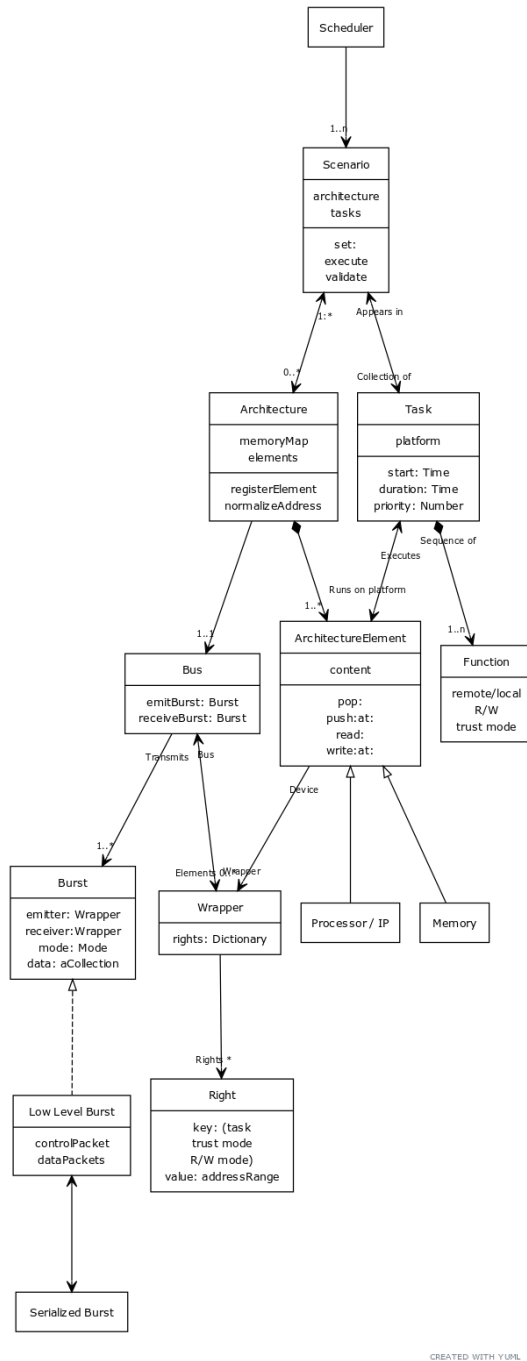 Scheduler
1..n
Scenario
architecture
tasks
set:
execute
validate
1:*
Appears in
0..*
Collection of
Architecture
memoryMap
elements
registerElement
normalizeAddress
Task
platform
start: Time
duration: Time
priority: Number
Sequence of
Executes
Runs on platform
1..*
1..1
1..n
ArchitectureElement
content
pop:
push:at:
read:
write:at:
Function
remote/local
R/W
trust mode
Bus
emitBurst: Burst
receiveBurst: Burst
Transmits
Bus
Device
1..*
Elements 0..*
Wrapper
Burst
emitter: Wrapper
receiver:Wrapper
mode: Mode
data: aCollection
Wrapper
rights: Dictionary
Processor / IP
Memory
Rights *
Right
key: (task
trust mode
R/W mode)
value: addressRange
Low Level Burst
controlPacket
dataPackets
Serialized Burst
CREATED WITH YUML